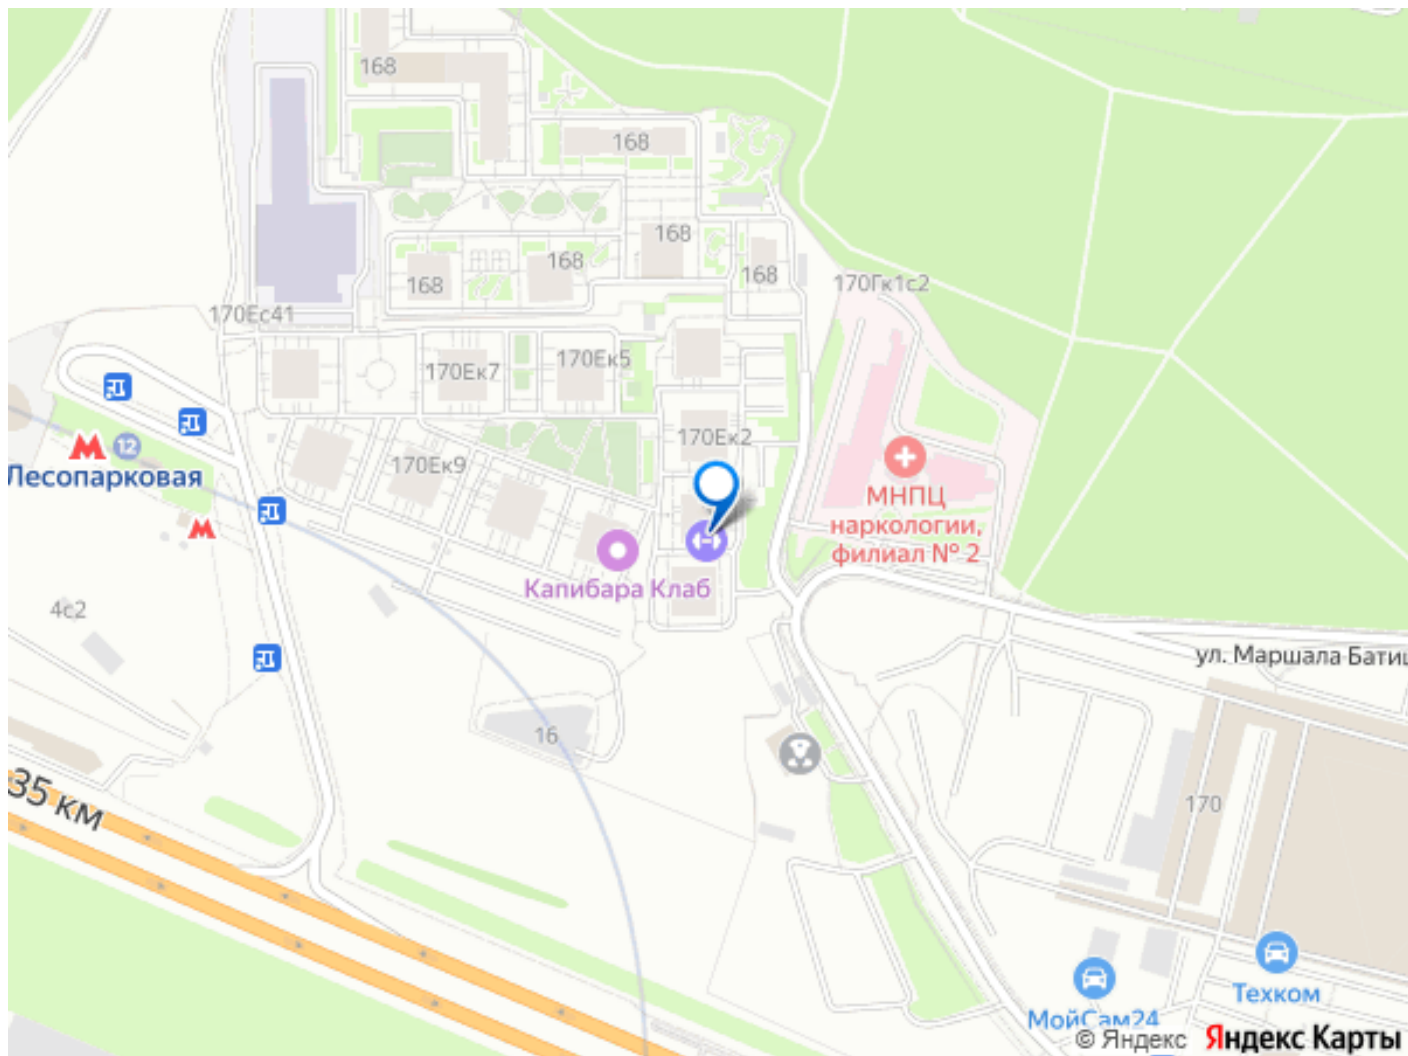 168
168
168
168
168
168
170Гк1с2
170Ес41
170Ек7
170Ек5
170Ек2
12
Лесопарковая
170Ек9
МНПЦ
наркологии,
филиал № 2
Капибара Клаб
4с2
ул. Маршала Батиц
16
35 км
170
Техком
МойСам24
© Яндекс Яндекс Карты